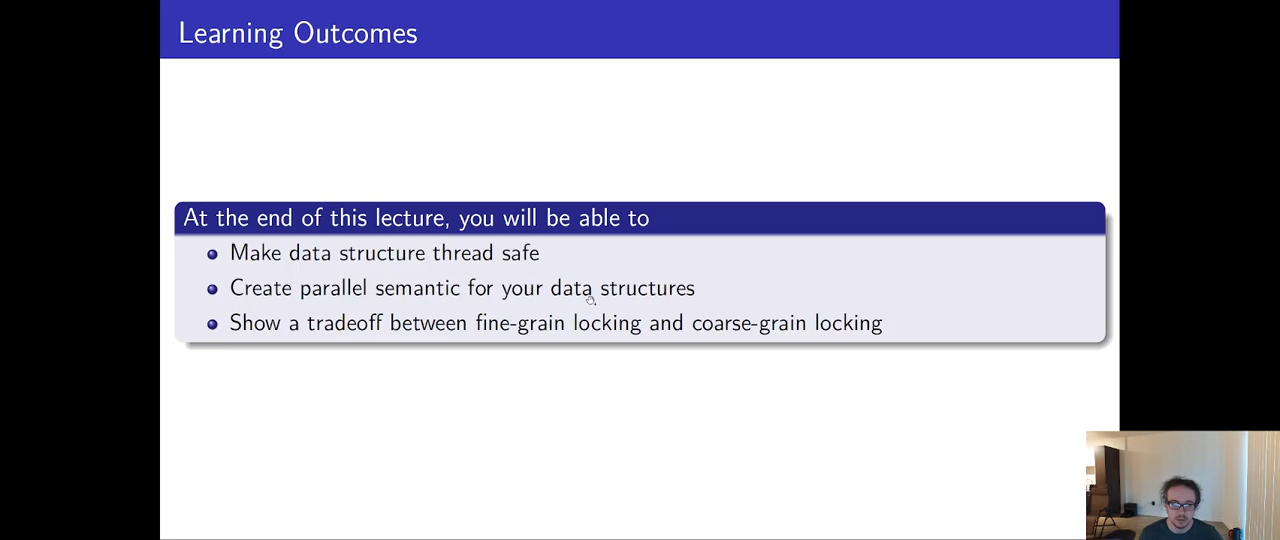 Learning Outcomes
At the end of this lecture, you will be able to
Make data structure thread safe
Create parallel semantic for your data structures
Show a tradeoff between fine-grain locking and coarse-grain locking